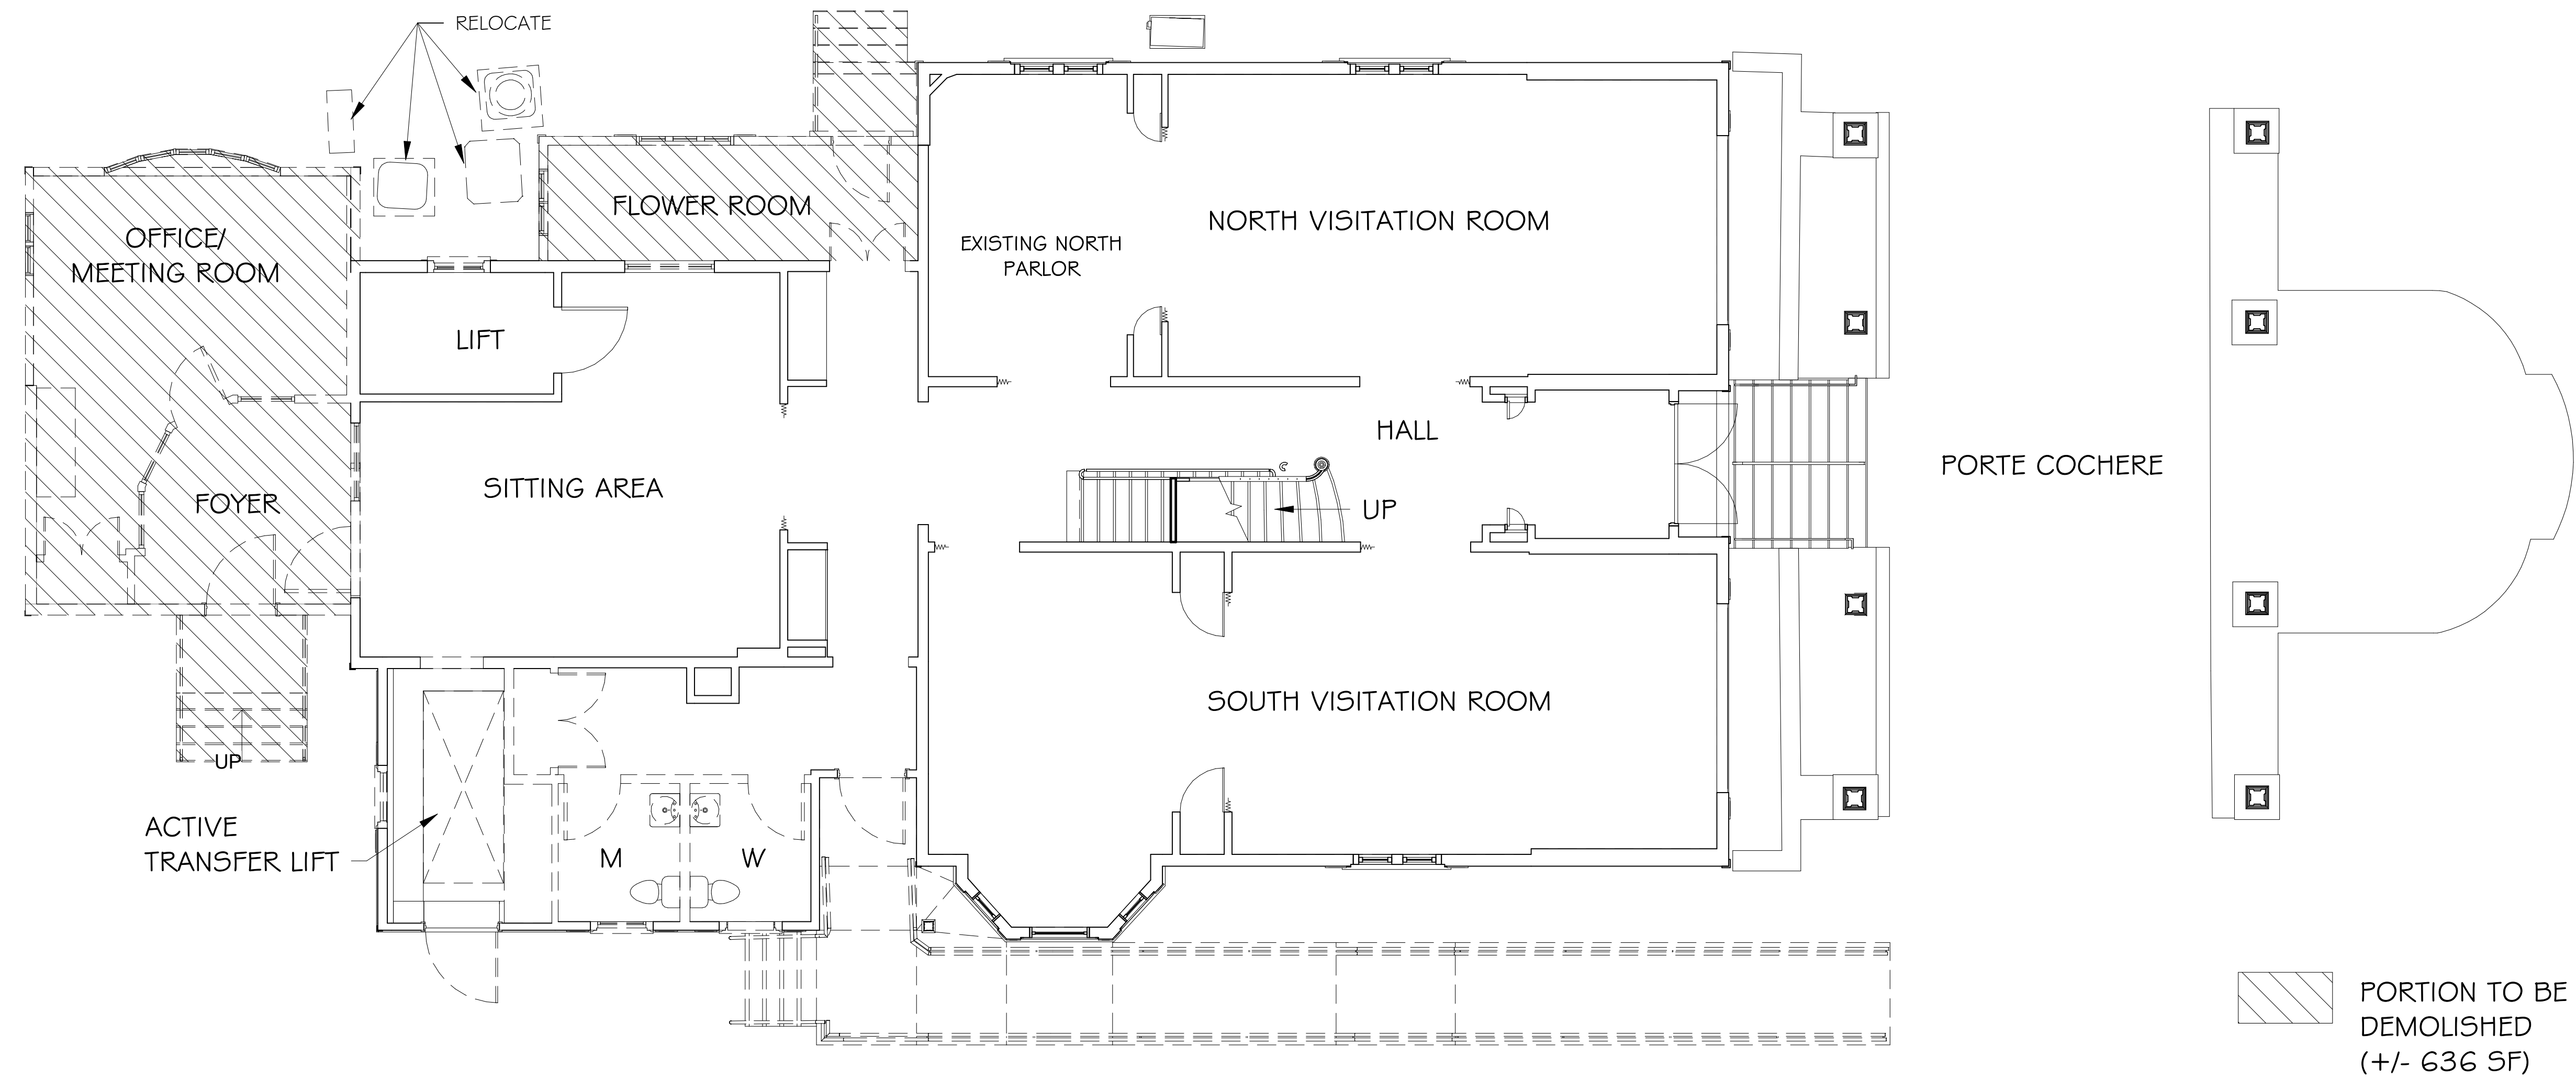 RELOCATE
OFFICE/
MEETING ROOM
FLOWER ROOM
EXISTING NORTH
PARLOR
NORTH VISITATION ROOM
LIFT
HALL
SITTING AREA
FOYER
UP
PORTE COCHERE
UP
SOUTH VISITATION ROOM
ACTIVE
TRANSFER LIFT
M
W
PORTION TO BE
DEMOLISHED
(+/- 636 SF)